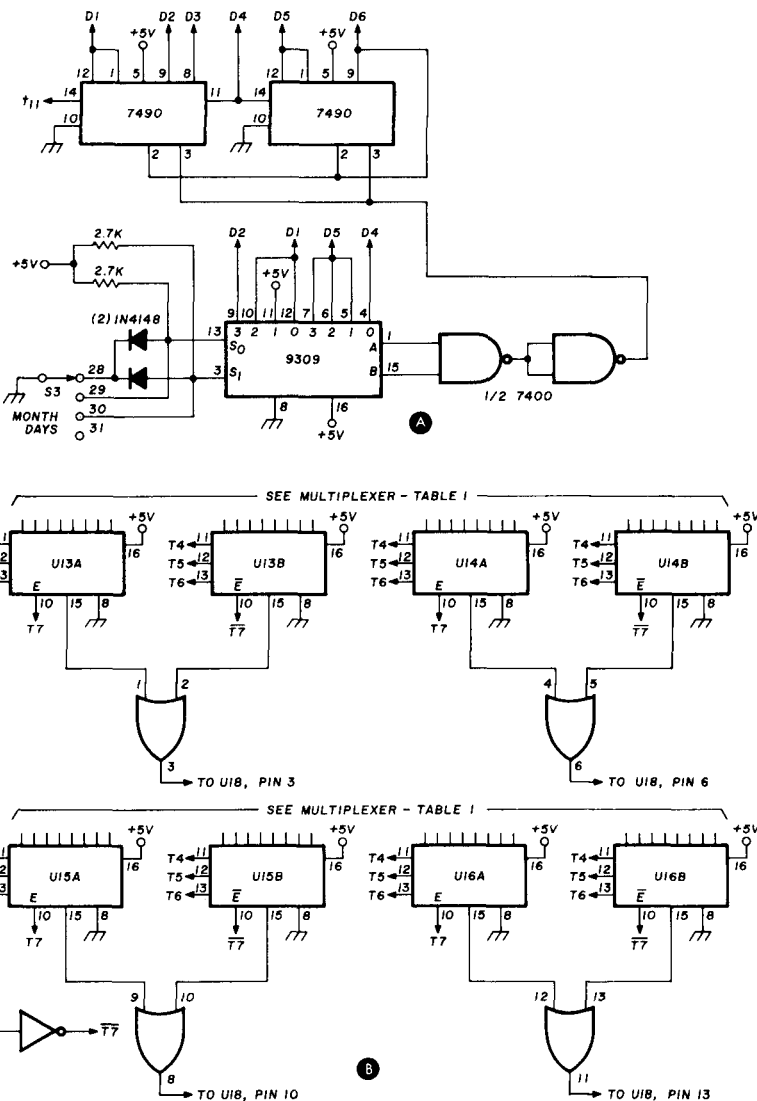 D1 D2 D3 D4 D5 D6
+5V +5V
12 1 5 9 8 12 1 5 9
t11 14 7490 11 14 7490
10 10
2 3 2 3
2.7K
+5V
2.7K
D2 D1 D5 D4
+5V
(2) 1N4148
9 10 11 12 7 6 5 4
3 2 1 0 3 2 1 0
13 S0 A 1
9309
3 S1 B 15
28
S3 29
8 16
1/2 7400
MONTH DAYS 30
31
+5V
A
SEE MULTIPLEXER - TABLE 1
+5V +5V +5V +5V
1 U13A 16 T4 11 U13B 16 T4 11 U14A 16 T4 11 U14B 16
2 T5 12 T5 12 T5 12
3 E T6 13 E T6 13 E T6 13 E
10 15 8 10 15 8 10 15 8 10 15 8
T7 T7 T7 T7
1 2 4 5
3 6
TO U18, PIN 3 TO U18, PIN 6
SEE MULTIPLEXER - TABLE 1
+5V +5V +5V +5V
1 U15A 16 T4 11 U15B 16 T4 11 U16A 16 T4 11 U16B 16
2 T5 12 T5 12 T5 12
3 E T6 13 E T6 13 E T6 13 E
10 15 8 10 15 8 10 15 8 10 15 8
T7 T7 T7 T7
9 10 12 13
T7
B
8 11
TO U18, PIN 10 TO U18, PIN 13